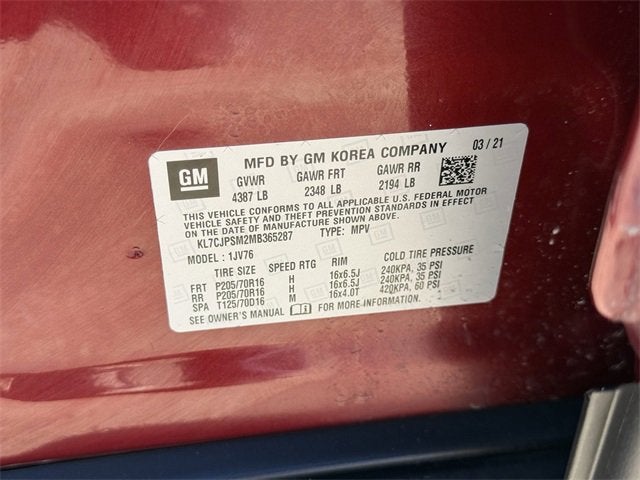 GM
MFD BY GM KOREA COMPANY 03 / 21
GVWR GAWR FRT GAWR RR
4387 LB 2348 LB 2194 LB
THIS VEHICLE CONFORMS TO ALL APPLICABLE U.S. FEDERAL MOTOR
VEHICLE SAFETY AND THEFT PREVENTION STANDARDS IN EFFECT
ON THE DATE OF MANUFACTURE SHOWN ABOVE.
KL7CJPSM2MB365287 TYPE: MPV
MODEL : 1JV76
TIRE SIZE SPEED RTG RIM COLD TIRE PRESSURE
FRT P205/70R16 H 16x6.5J 240KPA, 35 PSI
RR P205/70R16 H 16x6.5J 240KPA, 35 PSI
SPA T125/70D16 M 16x4.0T 420KPA, 60 PSI
SEE OWNER'S MANUAL FOR MORE INFORMATION.